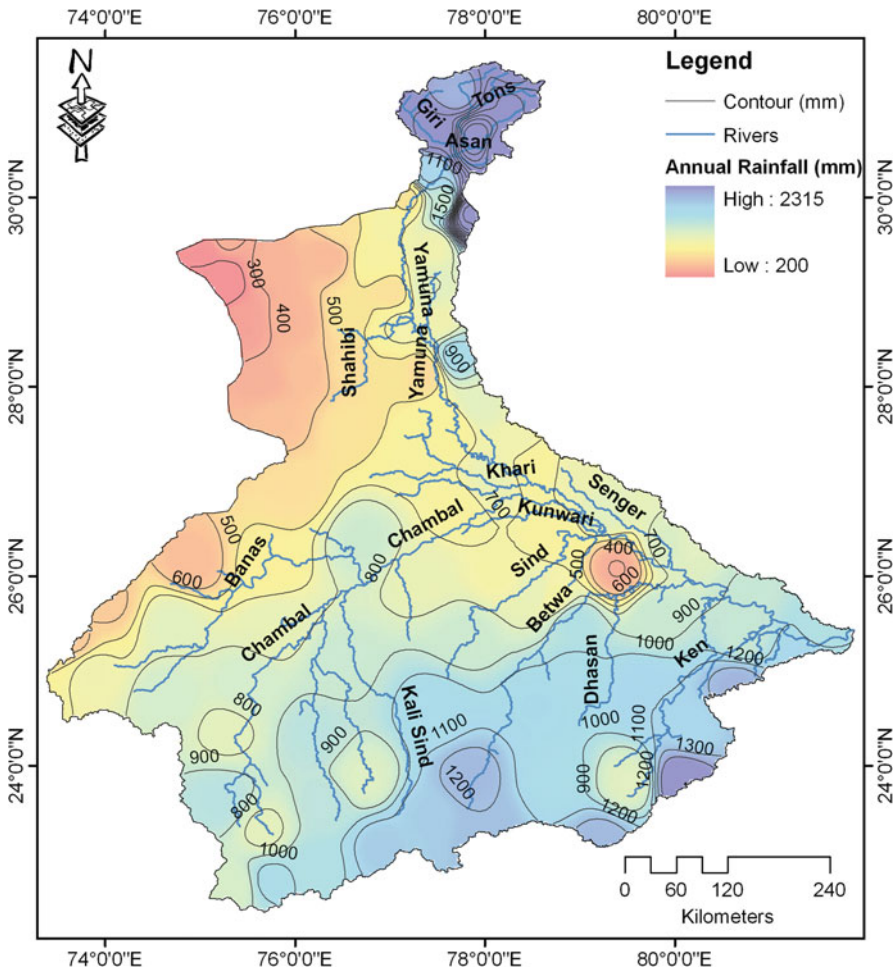 74°0'0"E 76°0'0"E 78°0'0"E 80°0'0"E
N
Legend
Contour (mm)
Rivers
Annual Rainfall (mm)
High : 2315
Low : 200
30°0'0"N
28°0'0"N
26°0'0"N
24°0'0"N
Giri
Tons
Asan
1100
1500
Yamuna
300
400
500
Shahibi
Yamuna
900
Khari
Senger
700
Chambal
Kunwari
500
600
Banas
800
Sind
500
400
600
700
Betwa
Chambal
900
1000
Dhasan
Ken
1200
800
900
Kali Sind
1100
1000
1100
1300
900
800
1200
900
1200
1200
1000
30°0'0"N
28°0'0"N
26°0'0"N
24°0'0"N
0 60 120 240
Kilometers
74°0'0"E 76°0'0"E 78°0'0"E 80°0'0"E